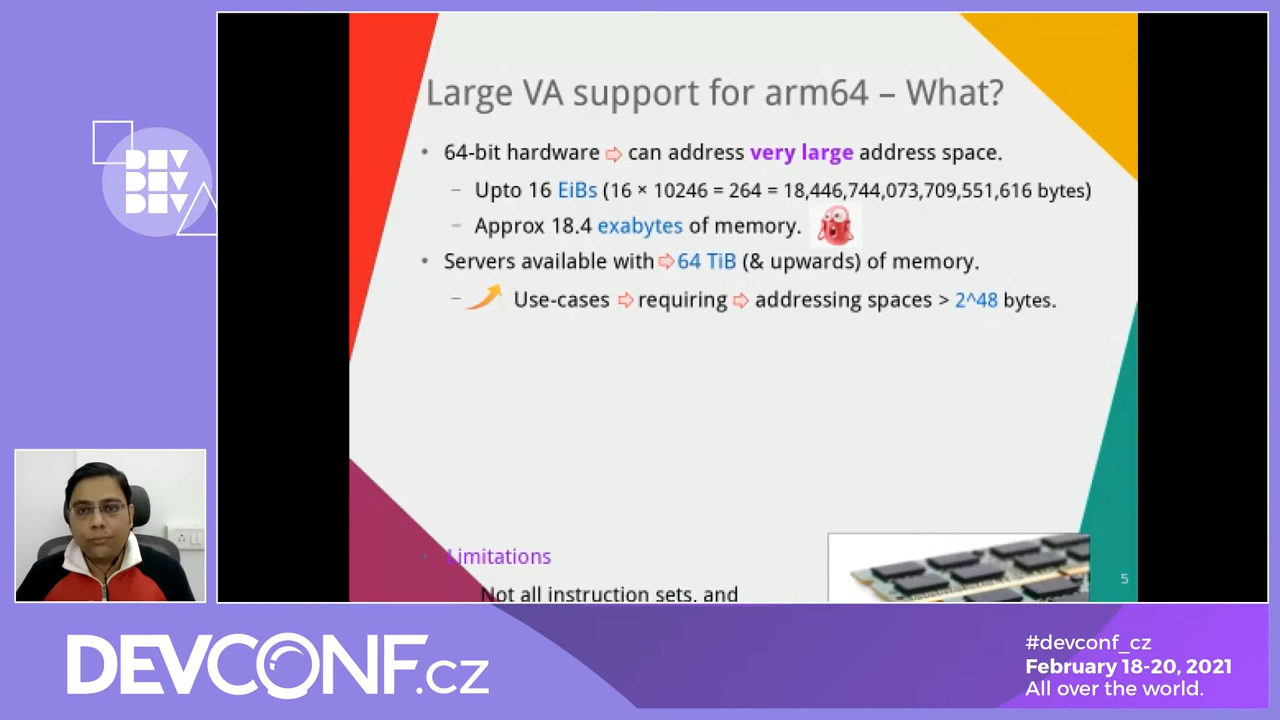 DEV
DEV
DEV
Large VA support for arm64 – What?
• 64-bit hardware ⇨ can address very large address space.
– Upto 16 EiBs (16 × 10246 = 264 = 18,446,744,073,709,551,616 bytes)
– Approx 18.4 exabytes of memory.
• Servers available with ⇨ 64 TiB (& upwards) of memory.
– Use-cases ⇨ requiring ⇨ addressing spaces > 2^48 bytes.
• Limitations
Not all instruction sets, and
5
DEVCONF.cz
#devconf_cz
February 18-20, 2021
All over the world.